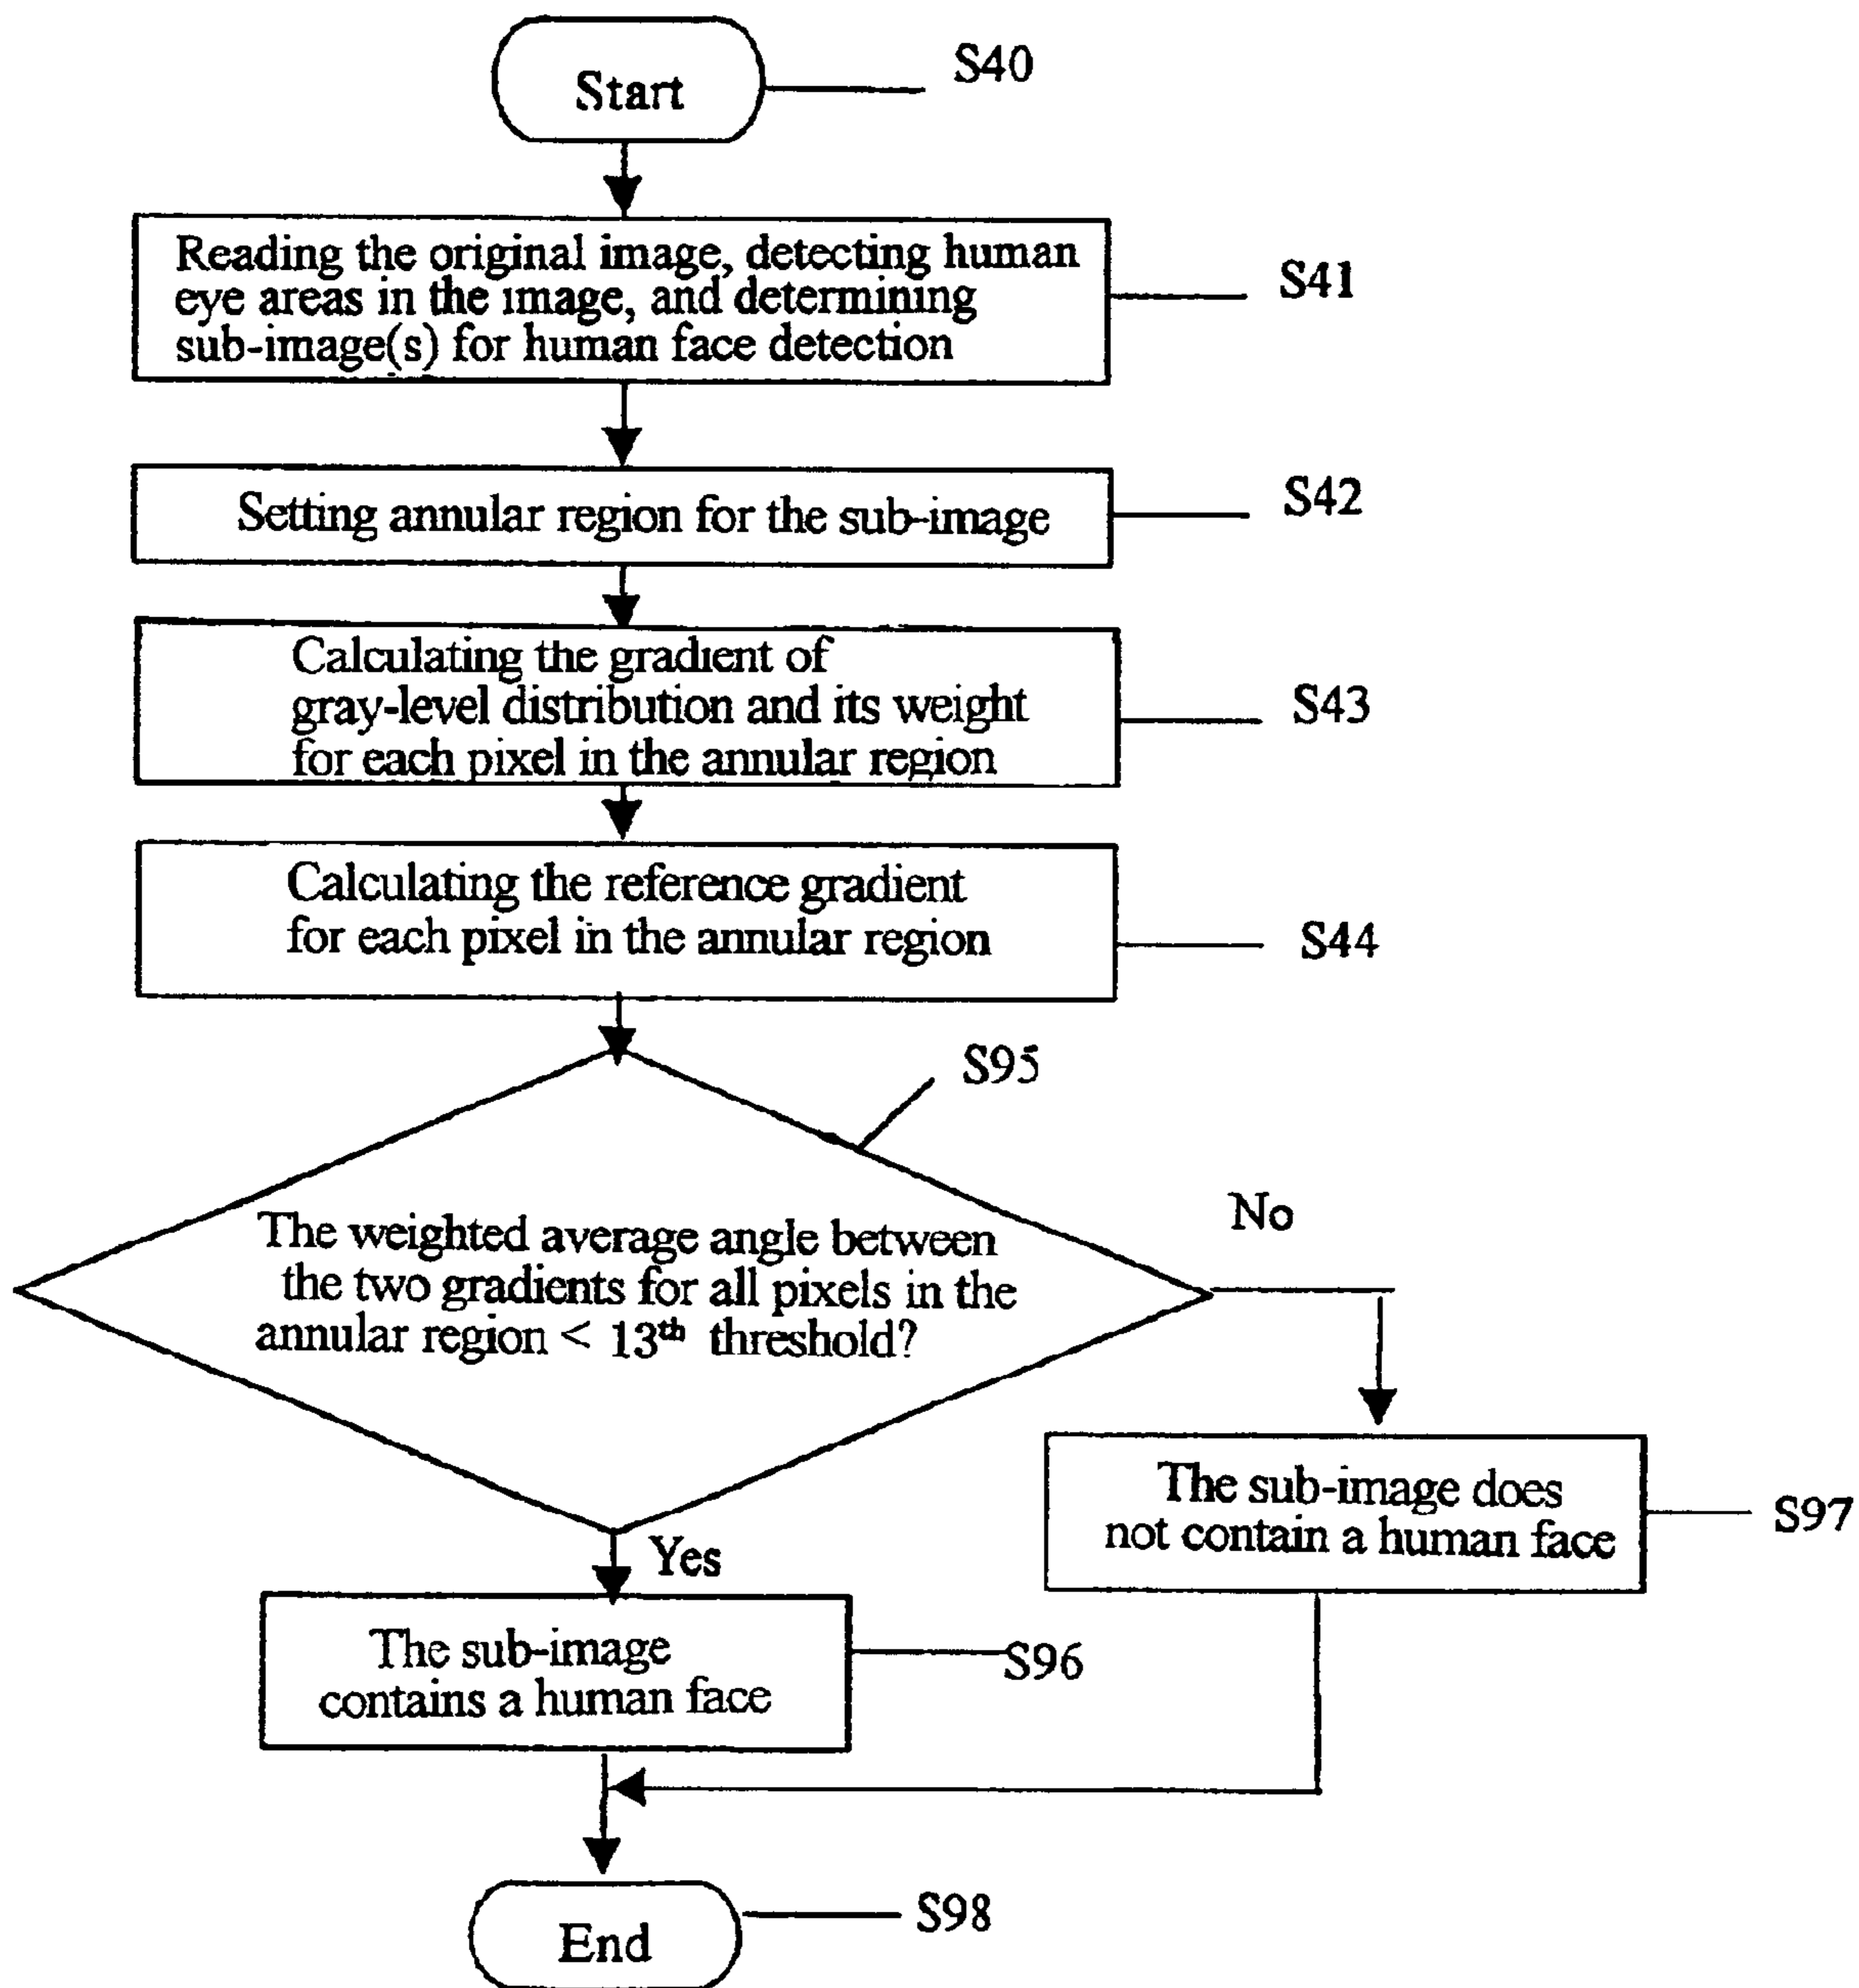 Start
S40
Reading the original image, detecting human
eye areas in the image, and determining
sub-image(s) for human face detection
S41
Setting annular region for the sub-image
S42
Calculating the gradient of
gray-level distribution and its weight
for each pixel in the annular region
S43
Calculating the reference gradient
for each pixel in the annular region
S44
S95
The weighted average angle between
the two gradients for all pixels in the
annular region < 13th threshold?
No
Yes
The sub-image does
not contain a human face
S97
The sub-image
contains a human face
S96
End
S98